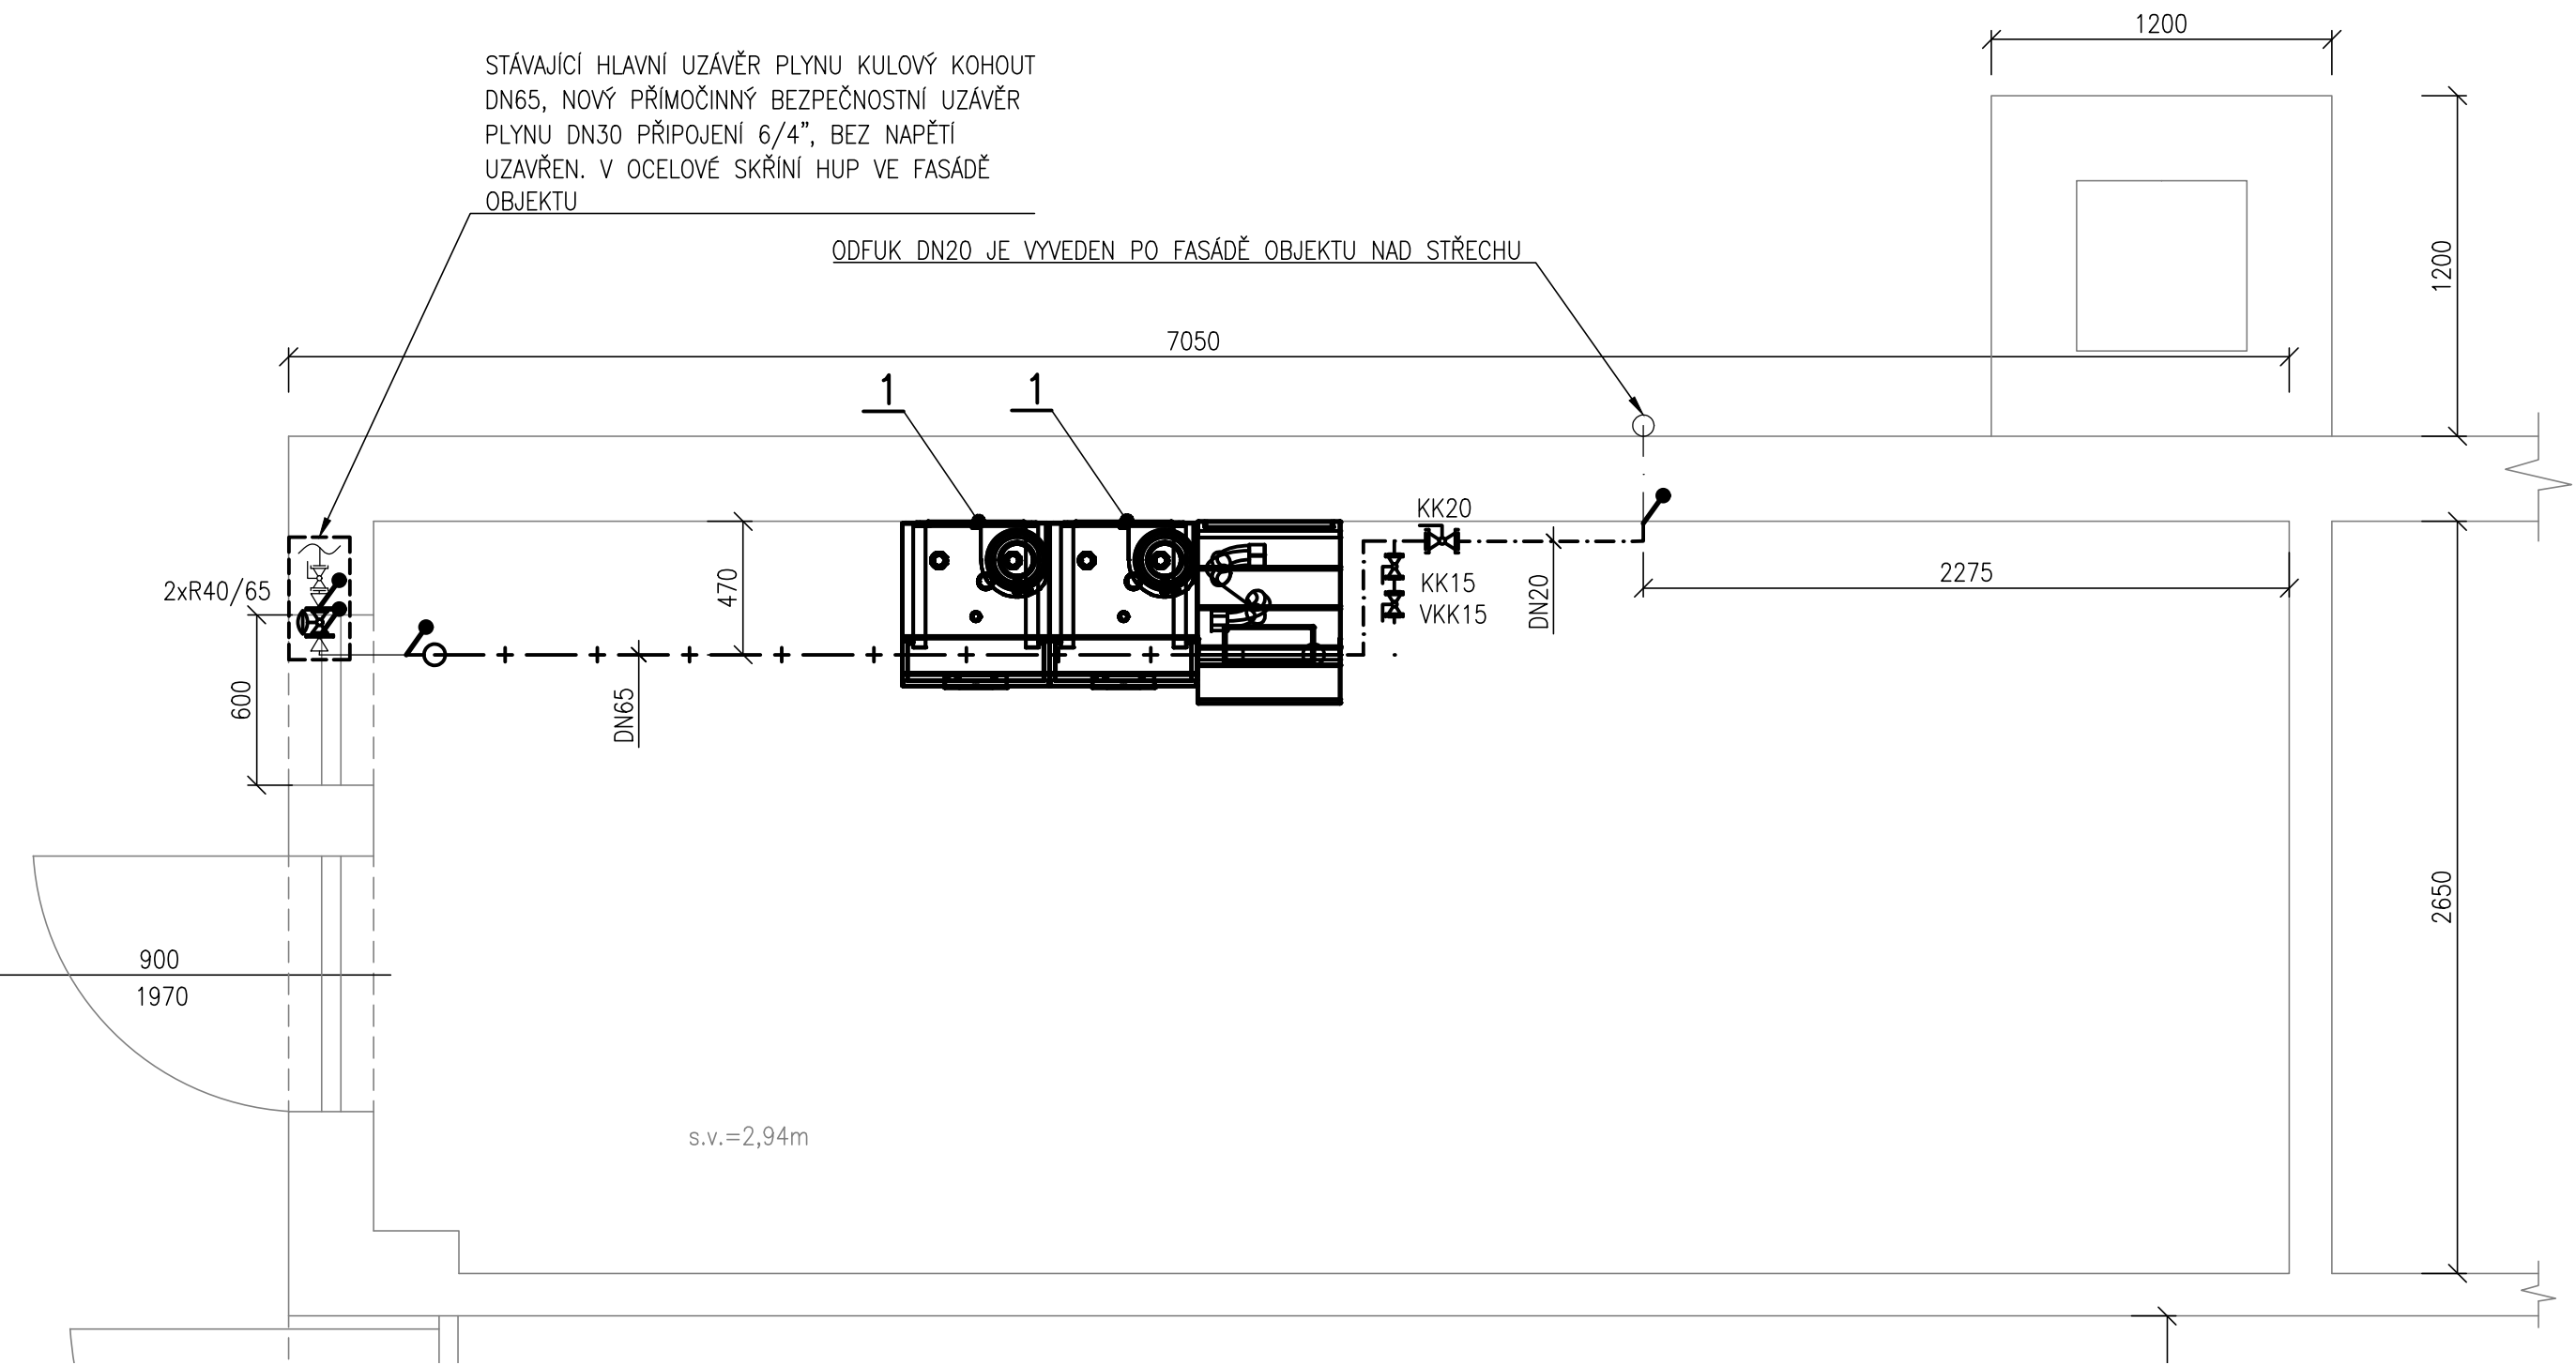 1200
STÁVAJÍCÍ HLAVNÍ UZÁVĚR PLYNU KULOVÝ KOHOUT
DN65, NOVÝ PŘÍMOČINNÝ BEZPEČNOSTNÍ UZÁVĚR
PLYNU DN30 PŘIPOJENÍ 6/4”, BEZ NAPĚTÍ
UZAVŘEN. V OCELOVÉ SKŘÍNÍ HUP VE FASÁDĚ
OBJEKTU
ODFUK DN20 JE VYVEDEN PO FASÁDĚ OBJEKTU NAD STŘECHU
1200
7050
1
1
KK20
2xR40/65
470
KK15
VKK15
DN20
2275
600
DN65
2650
900
1970
s.v.=2,94m